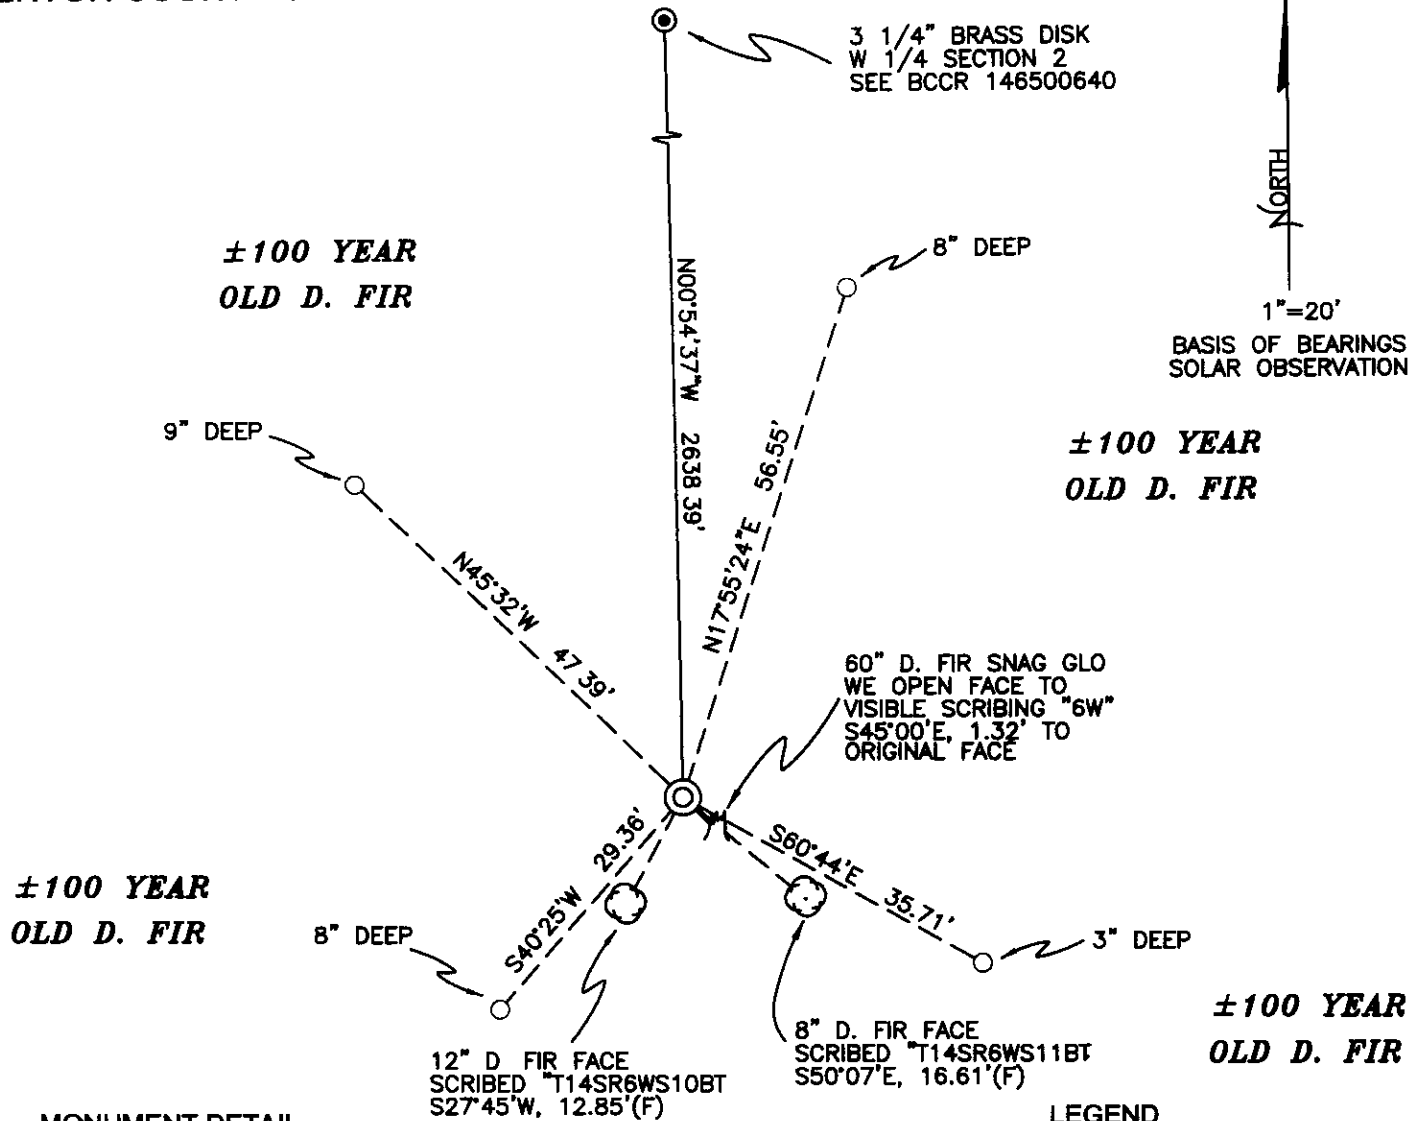 3 1/4" BRASS DISK
W 1/4 SECTION 2
SEE BCCR 146500640
NORTH
1"=20'
BASIS OF BEARINGS
SOLAR OBSERVATION
±100 YEAR
OLD D. FIR
8" DEEP
N00°54'37"W 2638 39'
N17°55'24"E 56.55'
9" DEEP
N45°32'W 47 39'
±100 YEAR
OLD D. FIR
60" D. FIR SNAG GLO
WE OPEN FACE TO
VISIBLE SCRIBING "6W"
S45°00'E, 1.32' TO
ORIGINAL FACE
S60°44'E 35.71'
3" DEEP
±100 YEAR
OLD D. FIR
8" DEEP
S40°25'W 29.36'
12" D FIR FACE
SCRIBED "T14SR6WS10BT
S27°45'W, 12.85'(F)
8" D. FIR FACE
SCRIBED "T14SR6WS11BT
S50°07'E, 16.61'(F)
±100 YEAR
OLD D. FIR
MONUMENT DETAIL
LEGEND